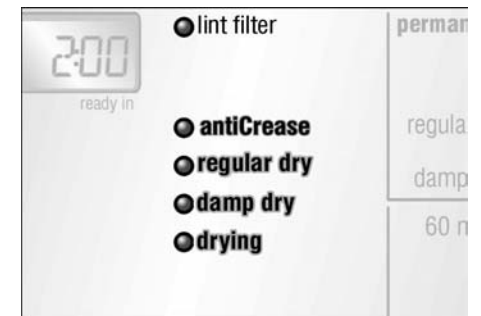 lint filter
perman
2:00
ready in
antiCrease
regular dry
regula
damp dry
damp
drying
60 m